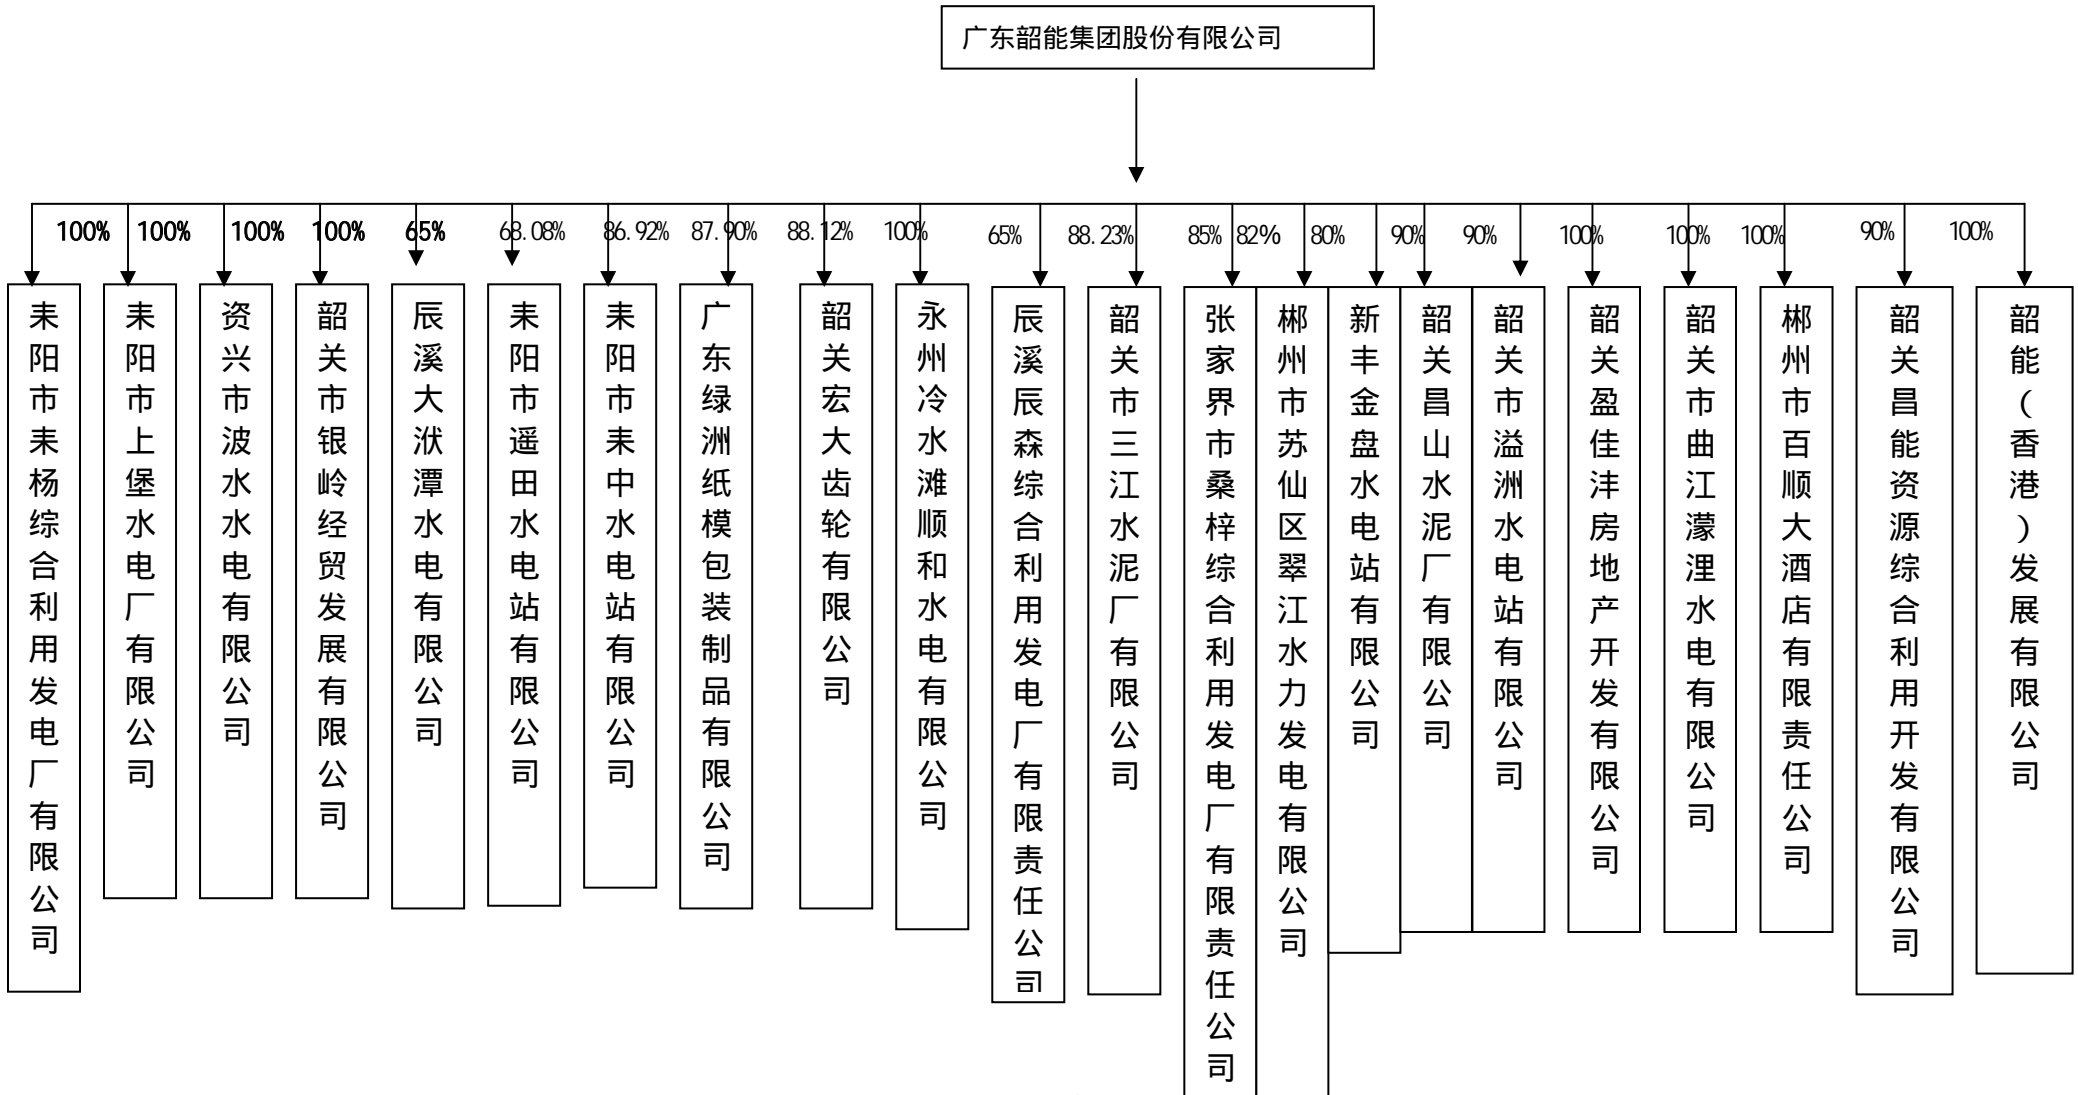 广东韶能集团股份有限公司
100%
100%
100%
100%
65%
68.08%
86.92%
87.90%
88.12%
100%
65%
88.23%
85%
82%
80%
90%
90%
100%
100%
100%
90%
100%
耒阳市耒杨综合利用发电厂有限公司
耒阳市上堡水电厂有限公司
资兴市波水水电有限公司
韶关市银岭经贸发展有限公司
辰溪大洑潭水电有限公司
耒阳市遥田水电站有限公司
耒阳市耒中水电站有限公司
广东绿洲纸模包装制品有限公司
韶关宏大齿轮有限公司
永州冷水滩顺和水电有限公司
辰溪辰森综合利用发电厂有限责任公司
韶关市三江水泥厂有限公司
张家界市桑梓综合利用发电厂有限责任公司
郴州市苏仙区翠江水力发电有限公司
新丰金盘水电站有限公司
韶关昌山水泥厂有限公司
韶关市溢洲水电站有限公司
韶关盈佳沣房地产开发有限公司
韶关市曲江濛浬水电有限公司
郴州市百顺大酒店有限责任公司
韶关昌能资源综合利用开发有限公司
韶能(香港)发展有限公司